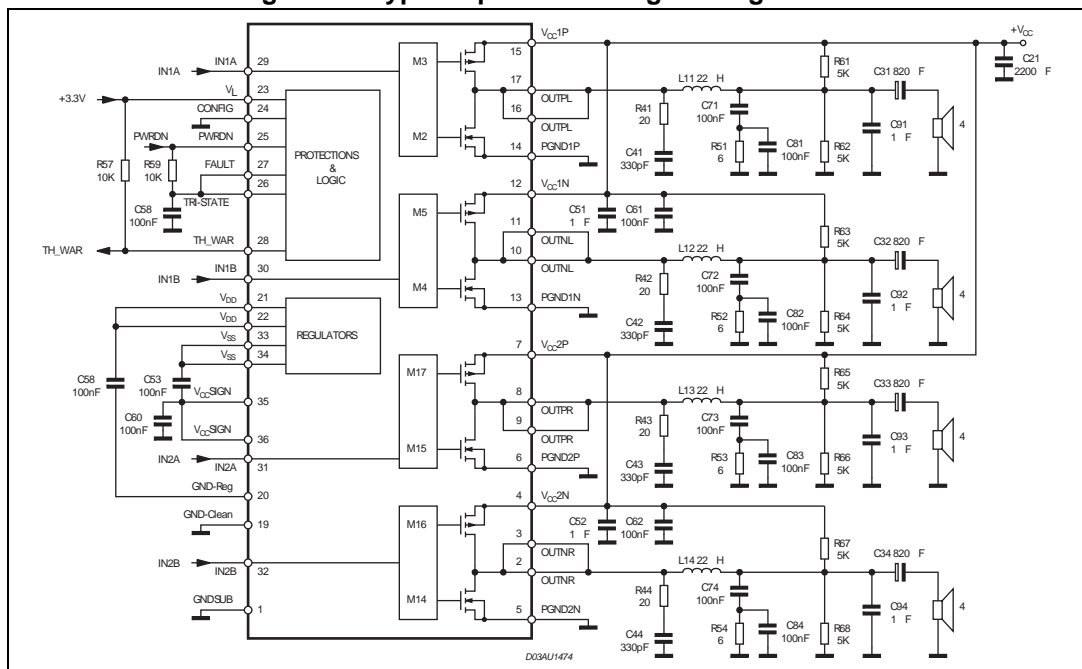 +VCC
VCC1P
15
C21
2200 F
IN1A
IN1A
29
M3
17
OUTPL
16
OUTPL
M2
14
PGND1P
L11 22 H
R61
5K
C31 820 F
R41
20
C41
330pF
C71
100nF
R51
6
C81
100nF
R62
5K
C91
1 F
4
+3.3V
VL
23
CONFIG
24
PWRDN
PWRDN
25
FAULT
27
26
TRI-STATE
R57
10K
R59
10K
C58
100nF
PROTECTIONS
&
LOGIC
TH_WAR
TH_WAR
28
IN1B
IN1B
30
M5
12
VCC1N
11
OUTNL
10
OUTNL
M4
13
PGND1N
C51
1 F
C61
100nF
L12 22 H
R63
5K
C32 820 F
R42
20
C42
330pF
C72
100nF
R52
6
C82
100nF
R64
5K
C92
1 F
4
VDD
21
VDD
22
VSS
33
VSS
34
REGULATORS
C58
100nF
C53
100nF
C60
100nF
VCCSIGN
35
VCCSIGN
36
IN2A
IN2A
31
GND-Reg
20
GND-Clean
19
M17
7
VCC2P
8
OUTPR
9
OUTPR
M15
6
PGND2P
L13 22 H
R65
5K
C33 820 F
R43
20
C43
330pF
C73
100nF
R53
6
C83
100nF
R66
5K
C93
1 F
4
IN2B
IN2B
32
GNDSUB
1
M16
4
VCC2N
3
OUTNR
2
OUTNR
M14
5
PGND2N
C52
1 F
C62
100nF
L14 22 H
R67
5K
C34 820 F
R44
20
C44
330pF
C74
100nF
R54
6
C84
100nF
R68
5K
C94
1 F
4
D03AU1474